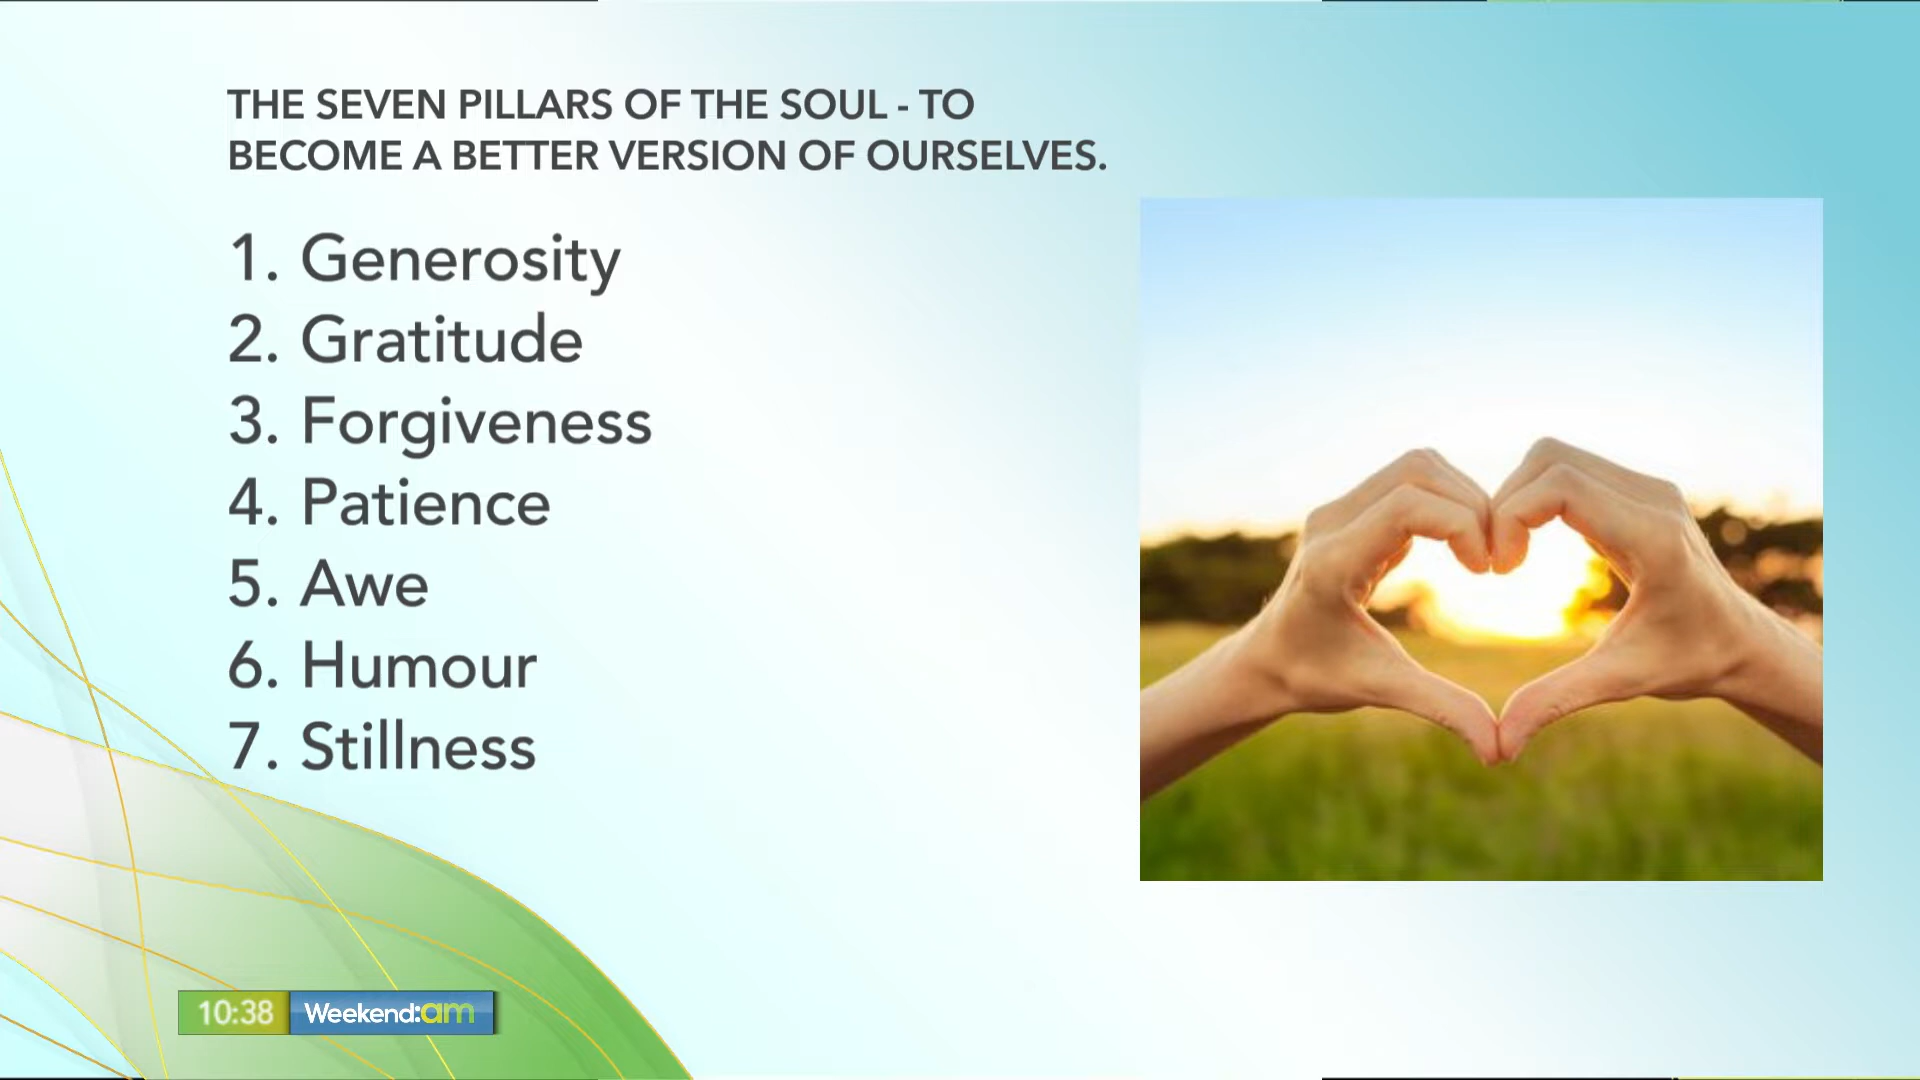 THE SEVEN PILLARS OF THE SOUL - TO
BECOME A BETTER VERSION OF OURSELVES.
1. Generosity
2. Gratitude
3. Forgiveness
4. Patience
5. Awe
6. Humour
7. Stillness
10:38 Weekend:am